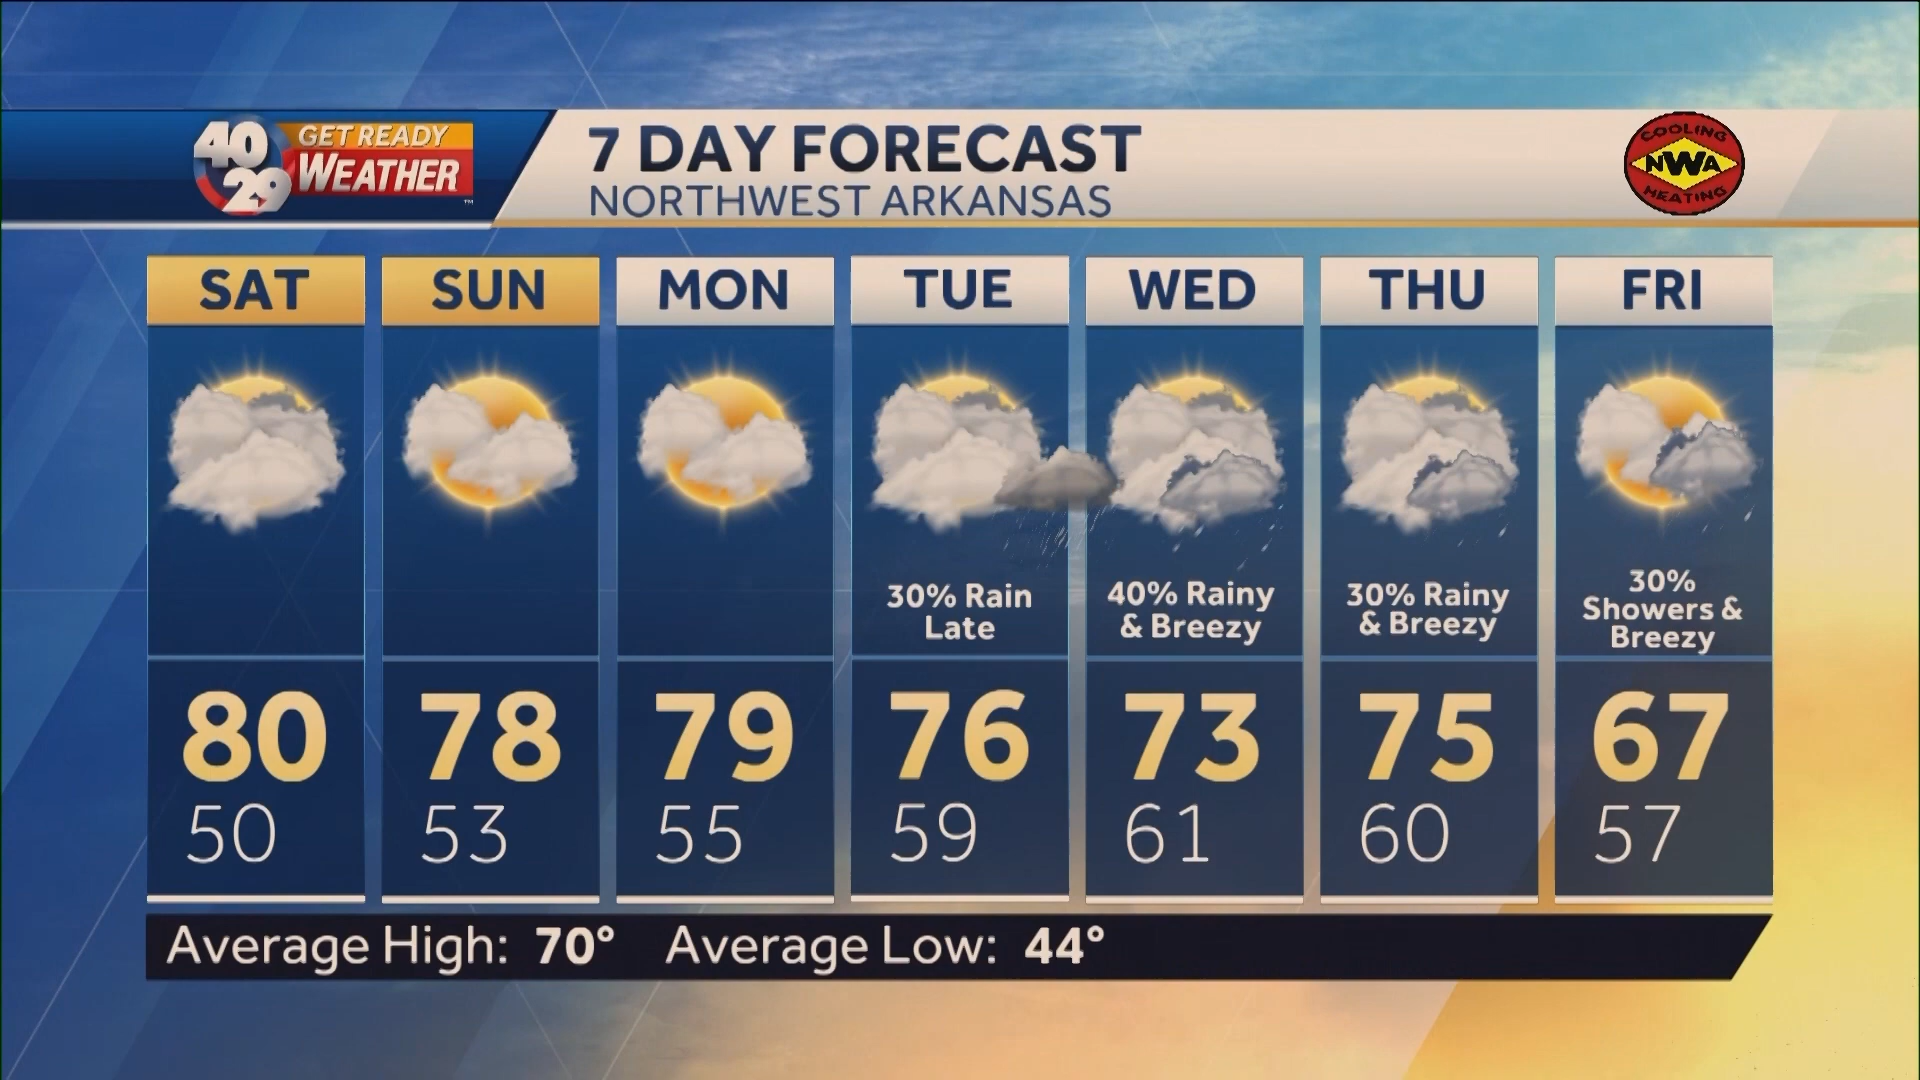 40
29
GET READY
WEATHER
™
7 DAY FORECAST
NORTHWEST ARKANSAS
COOLING
NWA
HEATING
SAT
SUN
MON
TUE
WED
THU
FRI
30% Rain
Late
40% Rainy
& Breezy
30% Rainy
& Breezy
30%
Showers &
Breezy
80
78
79
76
73
75
67
50
53
55
59
61
60
57
Average High: 70° Average Low: 44°